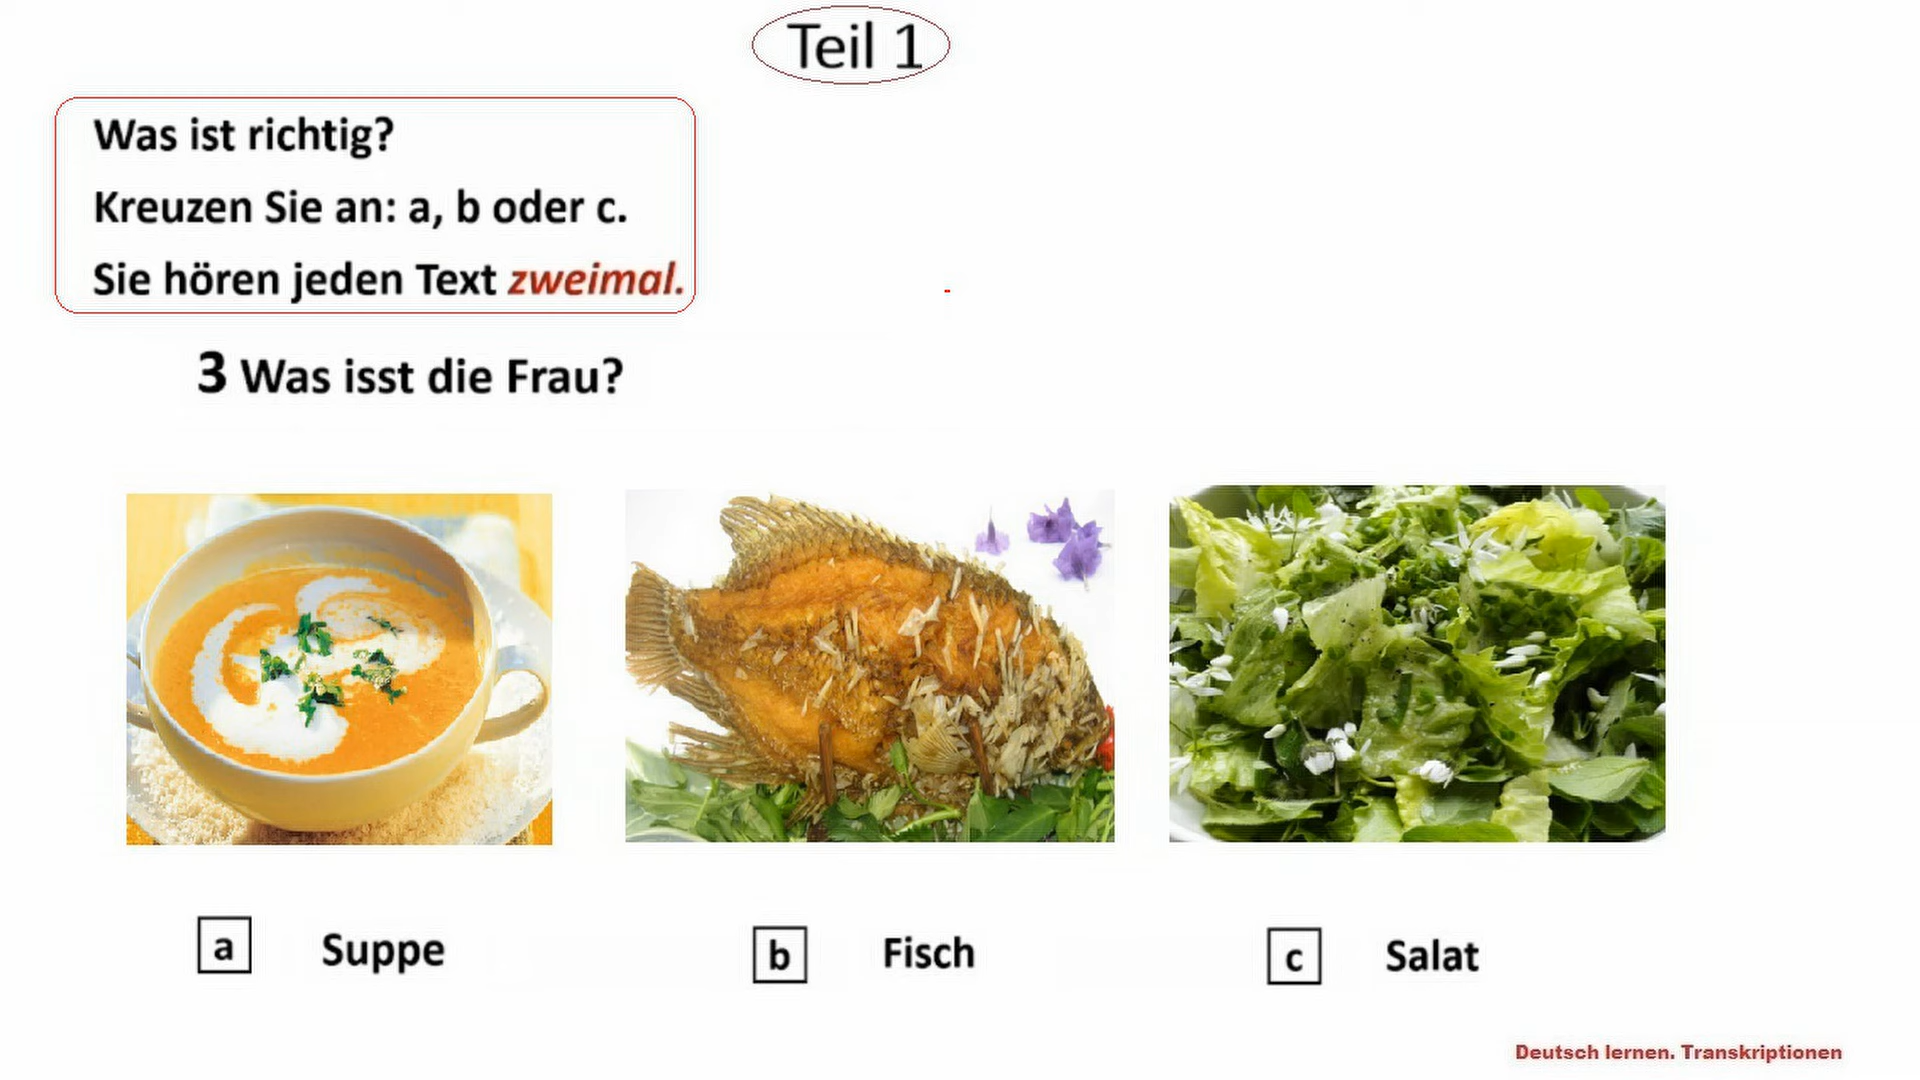 Teil 1
Was ist richtig?
Kreuzen Sie an: a, b oder c.
Sie hören jeden Text zweimal.
3 Was isst die Frau?
a Suppe
b Fisch
c Salat
Deutsch lernen. Transkriptionen